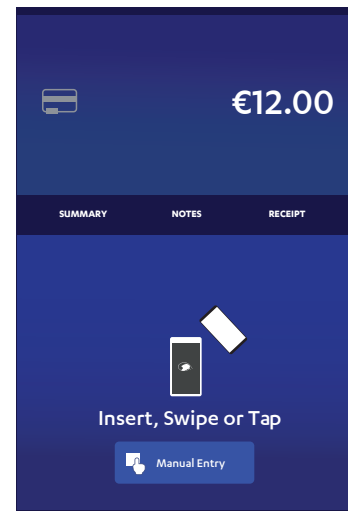 €12.00
SUMMARY NOTES RECEIPT
Insert, Swipe or Tap
Manual Entry